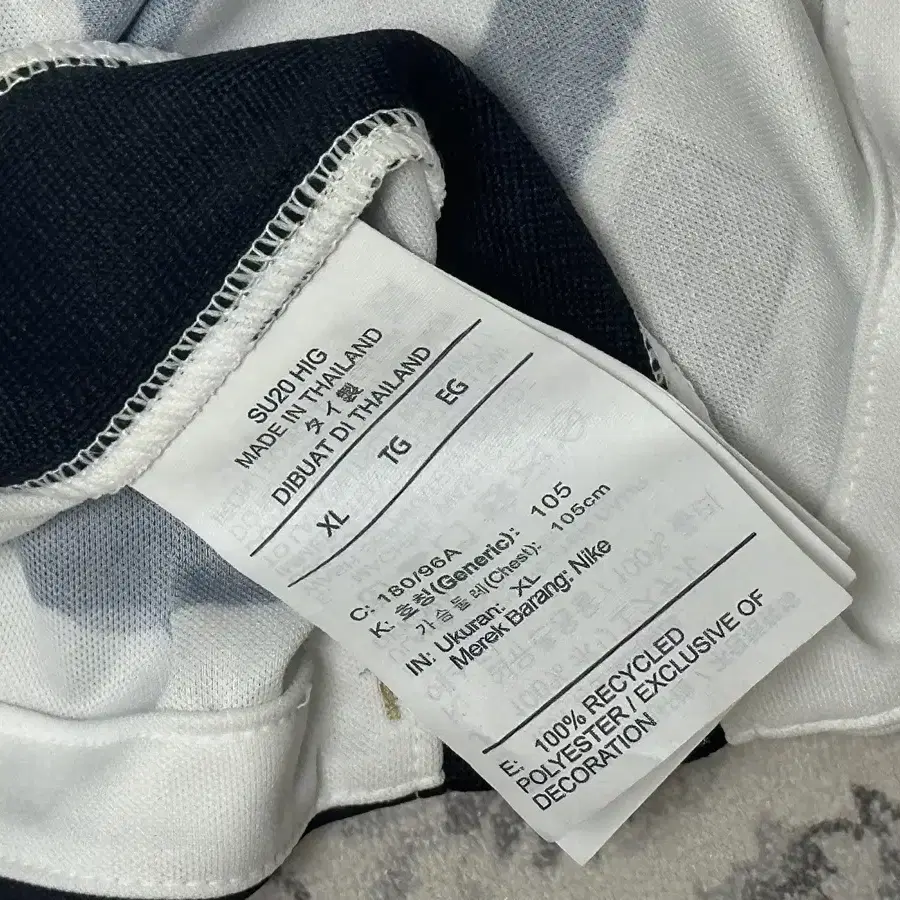 SU20 HIG
MADE IN THAILAND
タイ製
DIBUAT DI THAILAND
XL TG EG
C: 180/96A
K: 호칭(Generic): 105
가슴둘레(Chest): 105cm
IN: Ukuran: XL
Merek Barang: Nike
E: 100% RECYCLED
POLYESTER / EXCLUSIVE OF
DECORATION